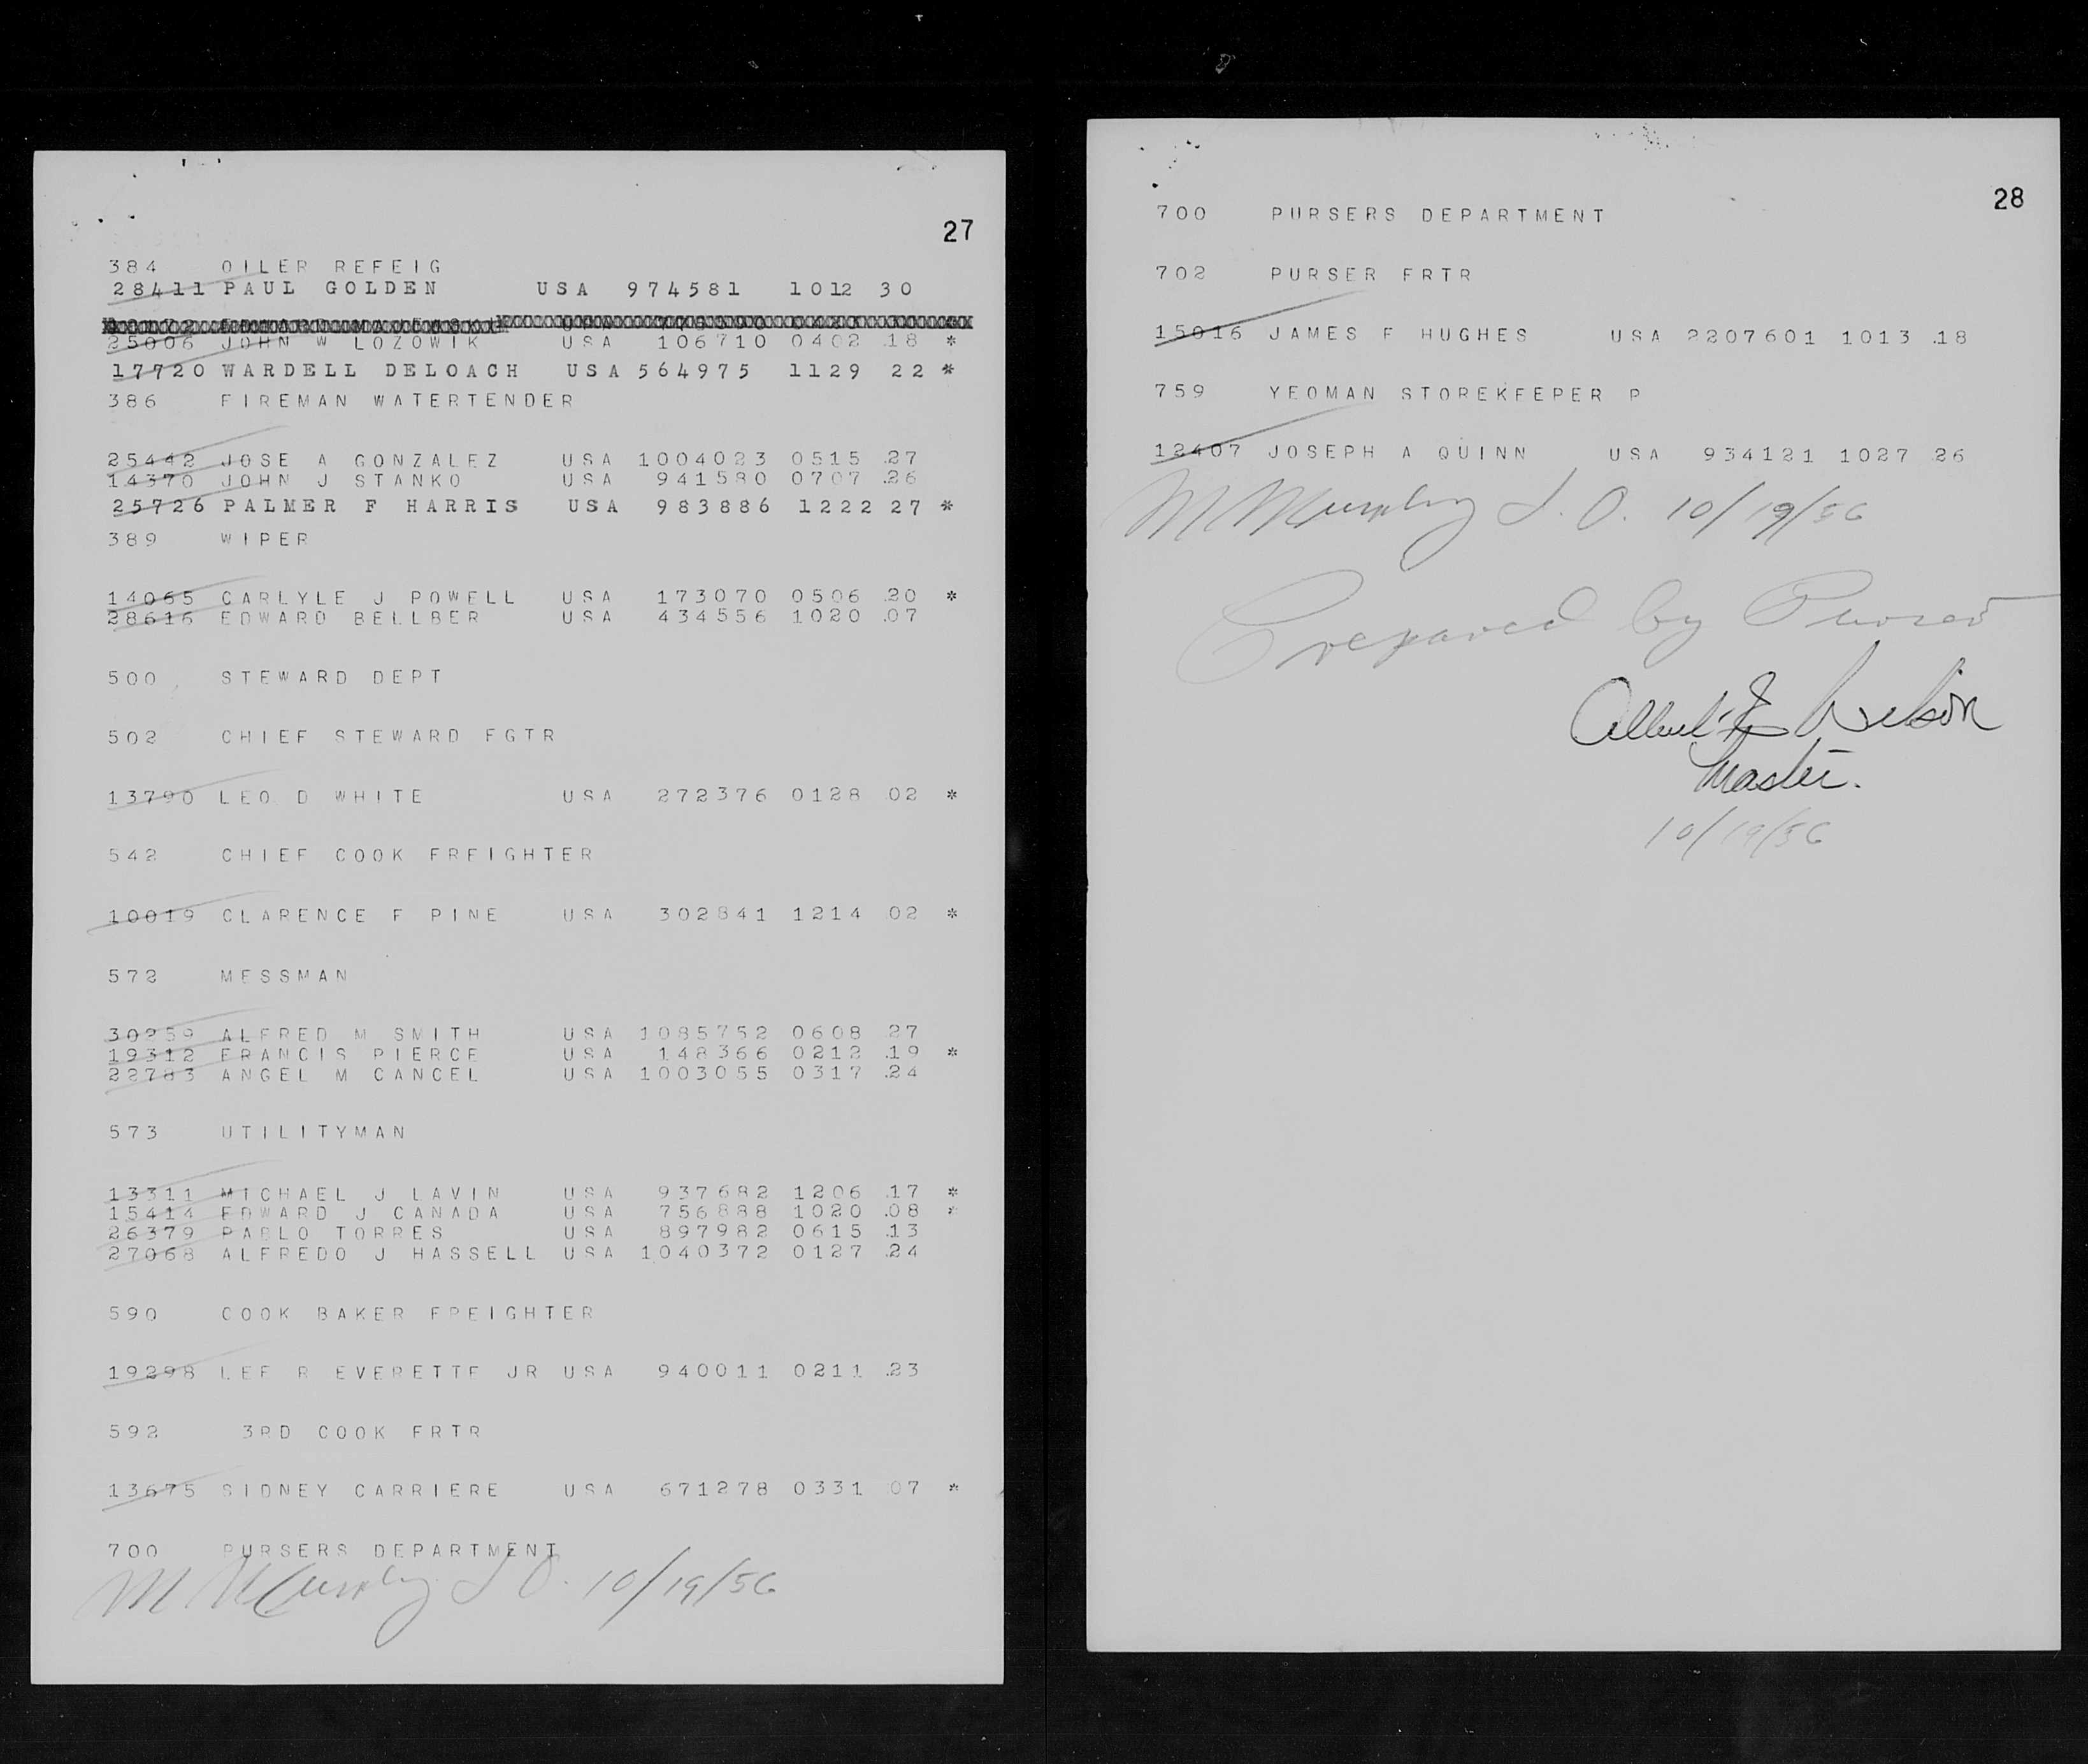 27
384 OILER REFEIG
28411 PAUL GOLDEN USA 974581 1012 30
25006 JOHN W LOZOWIK USA 106710 0402 18 *
17720 WARDELL DELOACH USA 564975 1129 22 *
386 FIREMAN WATERTENDER
25442 JOSE A GONZALEZ USA 1004023 0515 27
14370 JOHN J STANKO USA 941580 0707 26
25726 PALMER F HARRIS USA 983886 1222 27 *
389 WIPER
14065 CARLYLE J POWELL USA 173070 0506 20 *
28616 EDWARD BELLBER USA 434556 1020 07
500 STEWARD DEPT
502 CHIEF STEWARD FGTR
13790 LEO D WHITE USA 272376 0128 02 *
542 CHIEF COOK FREIGHTER
10019 CLARENCE F PINE USA 302841 1214 02 *
572 MESSMAN
30259 ALFRED M SMITH USA 1085752 0608 27
19312 FRANCIS PIERCE USA 148366 0212 19 *
22783 ANGEL M CANCEL USA 1003055 0317 24
573 UTILITYMAN
13311 MICHAEL J LAVIN USA 937682 1206 17 *
15414 EDWARD J CANADA USA 756888 1020 08 *
26379 PABLO TORRES USA 897982 0615 13
27068 ALFREDO J HASSELL USA 1040372 0127 24
590 COOK BAKER FREIGHTER
19298 LEE R EVERETTE JR USA 940011 0211 23
592 3RD COOK FRTR
13675 SIDNEY CARRIERE USA 671278 0331 07 *
700 PURSERS DEPARTMENT
M Murphy I.O. 10/19/56
28
700 PURSERS DEPARTMENT
702 PURSER FRTR
15016 JAMES F HUGHES USA 2207601 1013 18
759 YEOMAN STOREKEEPER P
12407 JOSEPH A QUINN USA 934121 1027 26
M Murphy I.O. 10/19/56
Prepared by Purser
Albert E Wilson
Master.
10/19/56